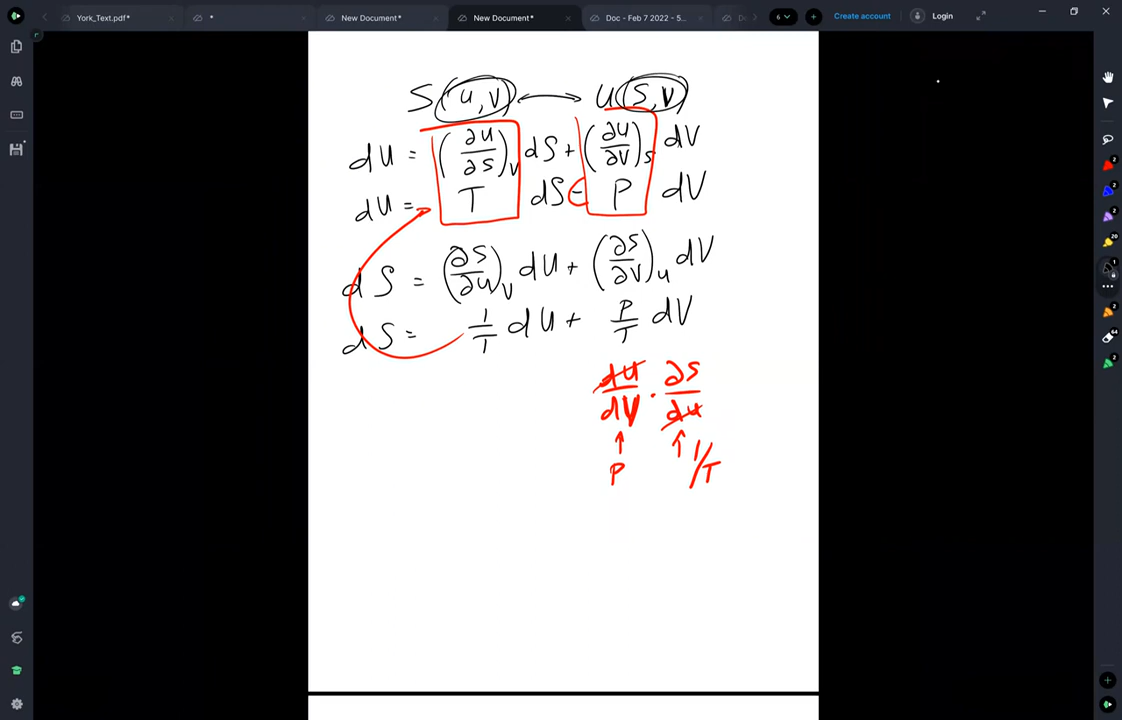 York_Text.pdf*
*
New Document*
New Document*
Doc - Feb 7 2022 - 5...
6
Create account
Login
S(u,V) ⟷ U(S,V)
dU = (∂U/∂S)_V dS + (∂U/∂V)_S dV
dU = T dS - P dV
dS = (∂S/∂U)_V dU + (∂S/∂V)_U dV
dS = 1/T dU + P/T dV
dU/dV · ∂S/dU
↑ ↑ 1/T
P